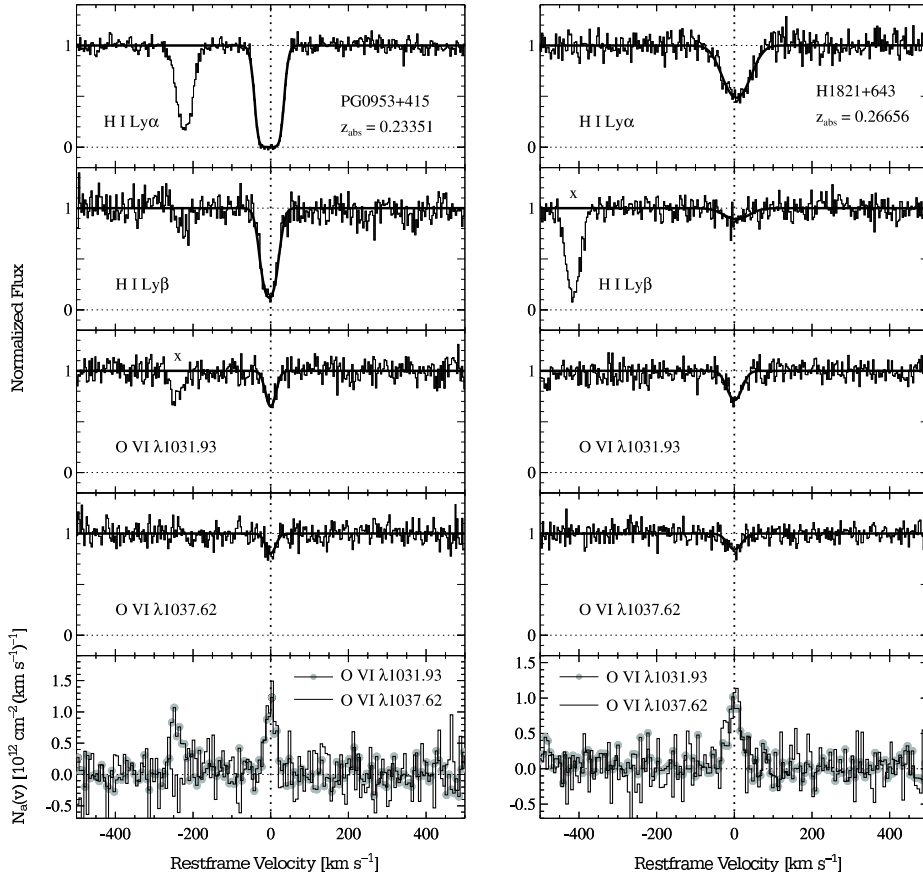 1
0
H I Lyα
PG0953+415
z_abs = 0.23351
1
0
H I Lyβ
1
0
x
O VI λ1031.93
1
0
O VI λ1037.62
1.5
1.0
0.5
0.0
-0.5
O VI λ1031.93
O VI λ1037.62
-400 -200 0 200 400
Restframe Velocity [km s⁻¹]
Normalized Flux
Nₐ(v) [10¹² cm⁻² (km s⁻¹)⁻¹]
1
0
H I Lyα
H1821+643
z_abs = 0.26656
x
1
0
H I Lyβ
1
0
O VI λ1031.93
1
0
O VI λ1037.62
1.5
1.0
0.5
0.0
-0.5
O VI λ1031.93
O VI λ1037.62
-400 -200 0 200 400
Restframe Velocity [km s⁻¹]